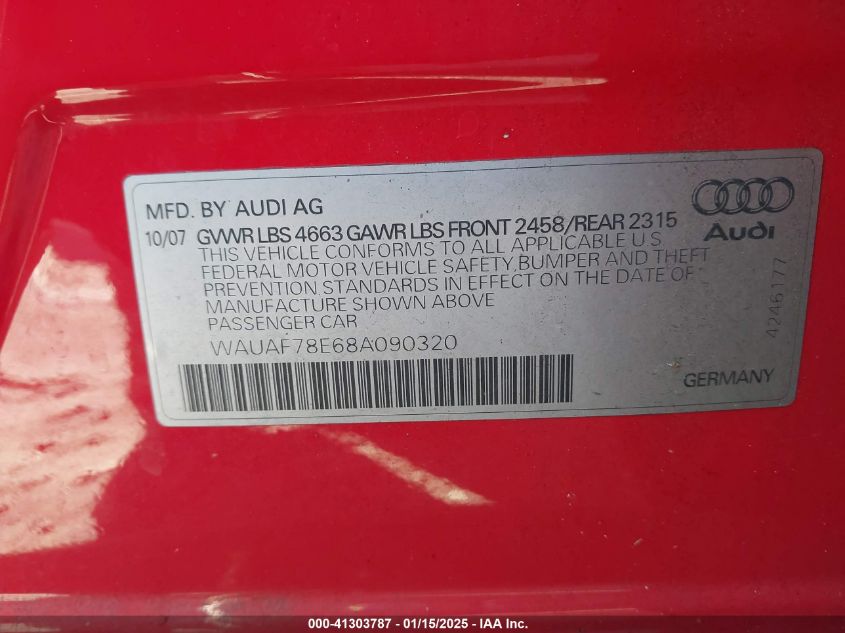 MFD. BY AUDI AG
10/07 GVWR LBS 4663 GAWR LBS FRONT 2458/REAR 2315
THIS VEHICLE CONFORMS TO ALL APPLICABLE U S
FEDERAL MOTOR VEHICLE SAFETY, BUMPER AND THEFT
PREVENTION STANDARDS IN EFFECT ON THE DATE OF
MANUFACTURE SHOWN ABOVE
PASSENGER CAR
WAUAF78E68A090320
Audi
4246177
GERMANY
000-41303787 - 01/15/2025 - IAA Inc.